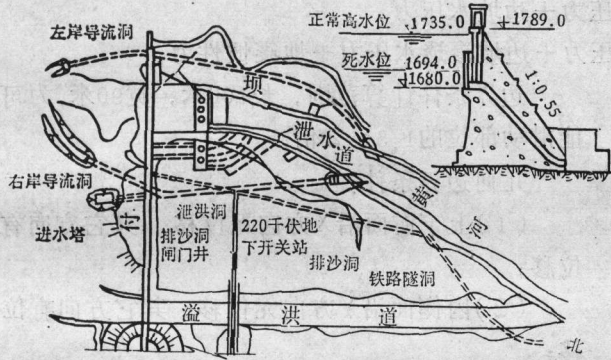 左岸导流洞
正常高水位
1735.0
1789.0
死水位
1694.0
1680.0
1:0 55
坝
泄水道
黄河
右岸导流洞
进水塔
付
泄洪洞
排沙洞
闸门井
220千伏地
下开关站
排沙洞
铁路隧洞
溢洪道
北